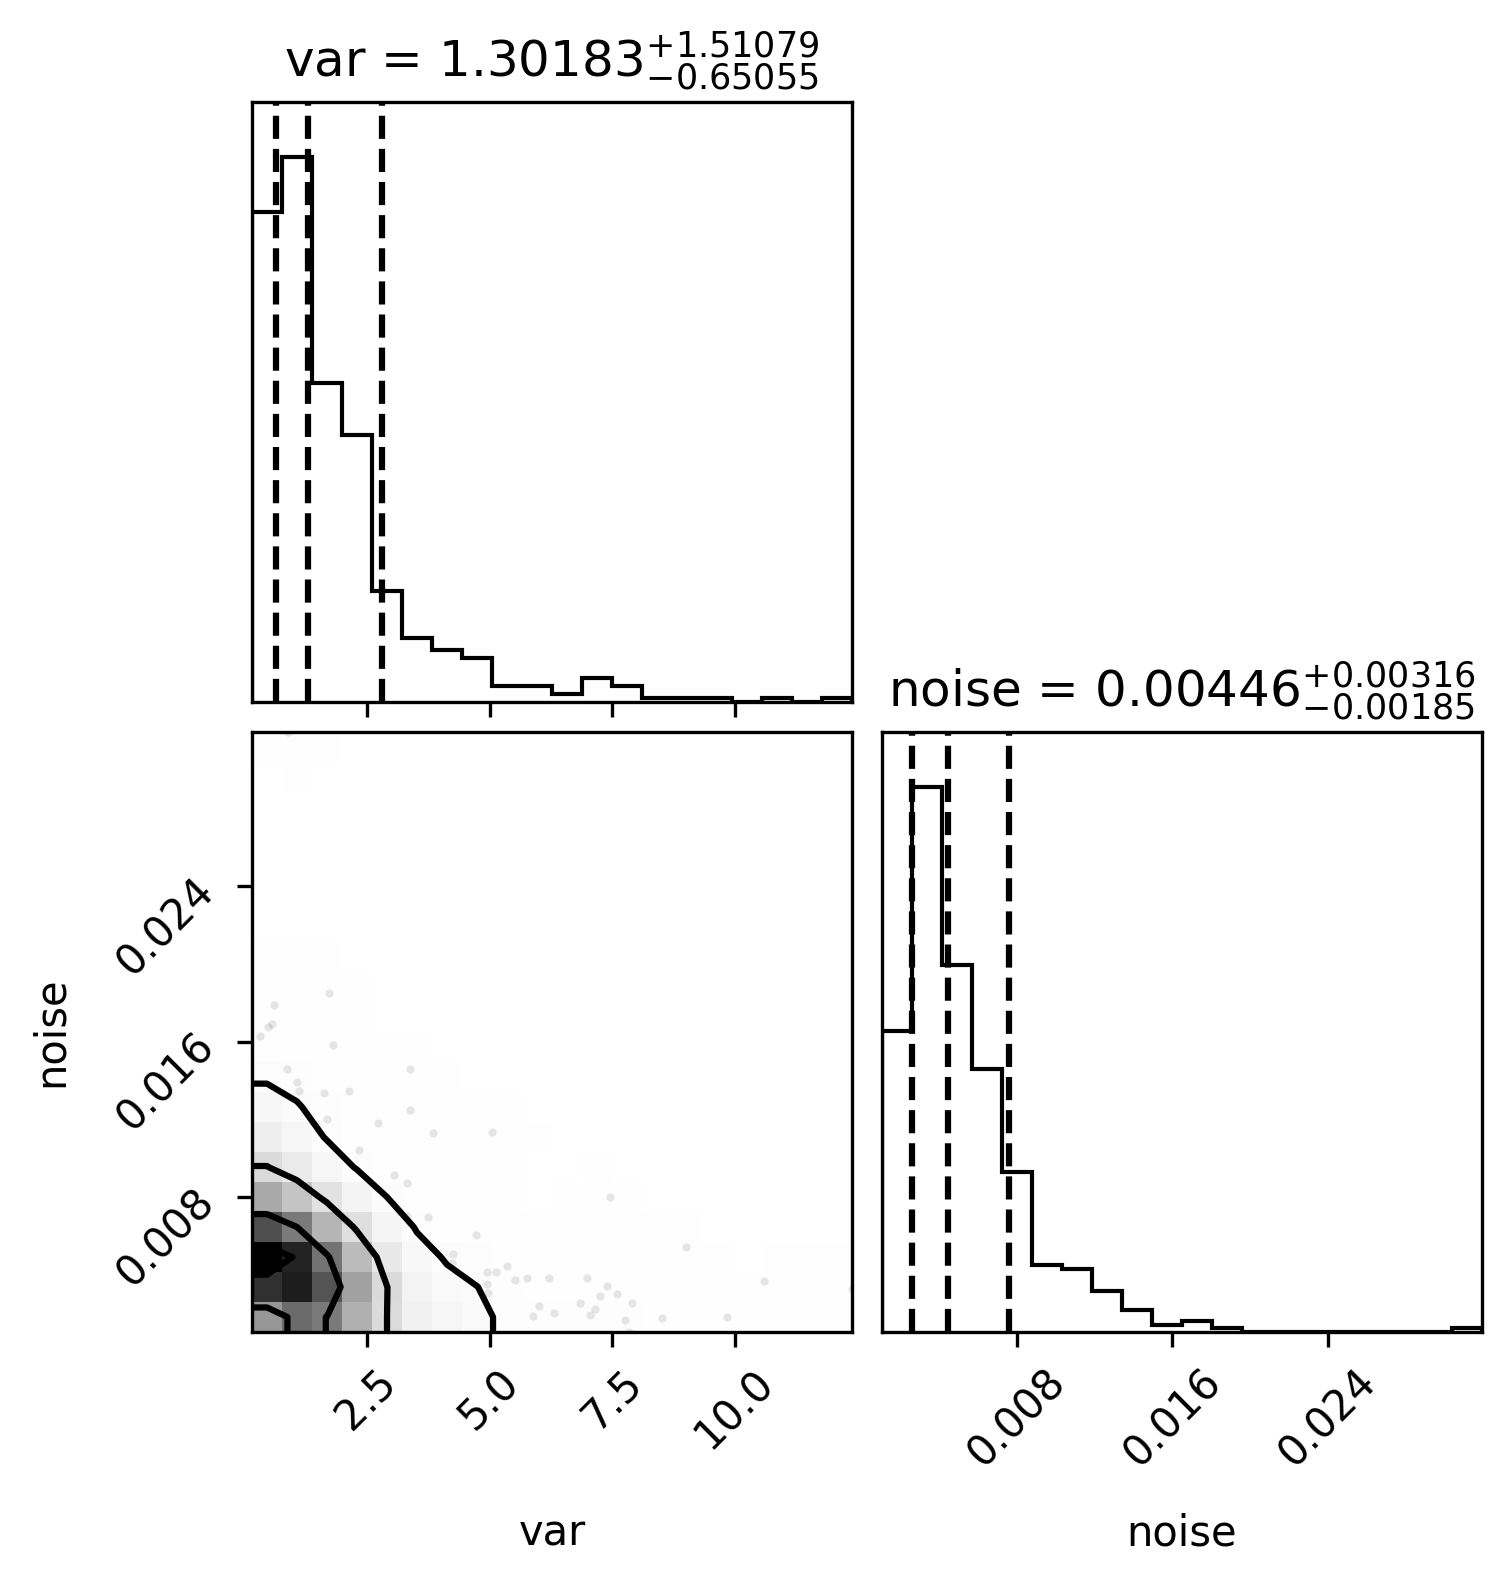 var = 1.30183+1.51079−0.65055
noise = 0.00446+0.00316−0.00185
noise
0.024
0.016
0.008
2.5 5.0 7.5 10.0
0.008 0.016 0.024
var
noise